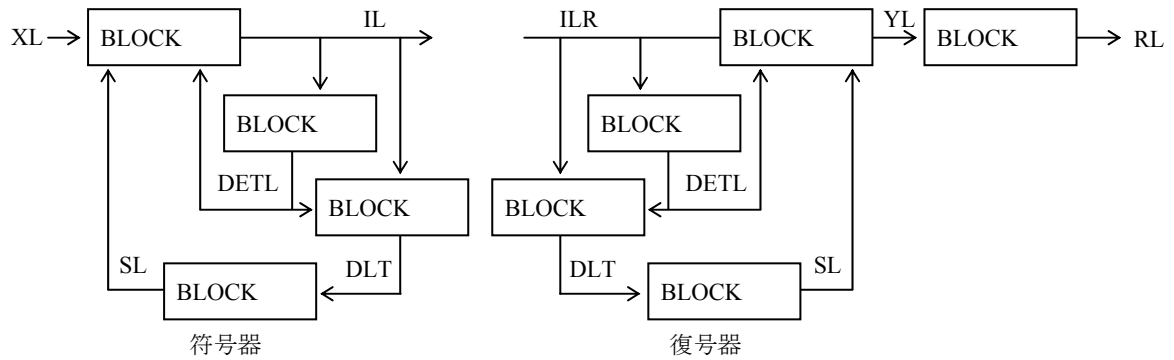 XL
BLOCK
IL
BLOCK
DETL
BLOCK
SL
DLT
BLOCK
符号器
ILR
BLOCK
YL
BLOCK
RL
BLOCK
DETL
BLOCK
DLT
SL
BLOCK
復号器